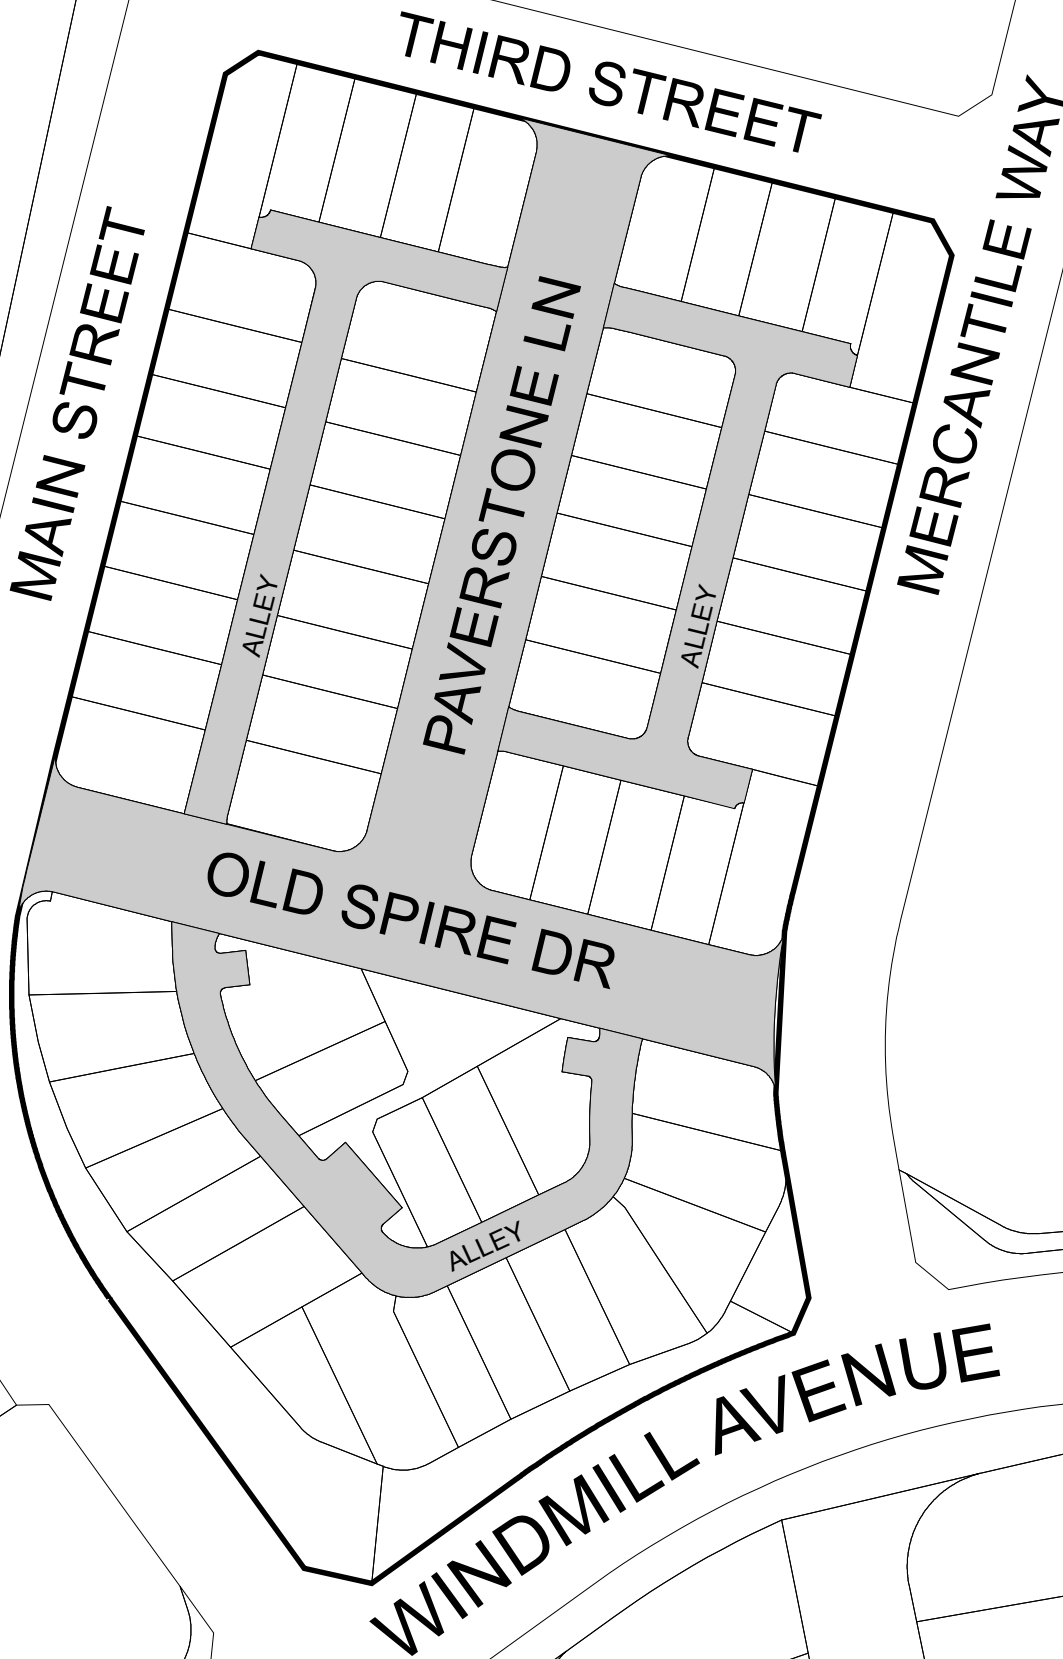 THIRD STREET
MAIN STREET
MERCANTILE WAY
PAVERSTONE LN
ALLEY
ALLEY
OLD SPIRE DR
ALLEY
WINDMILL AVENUE